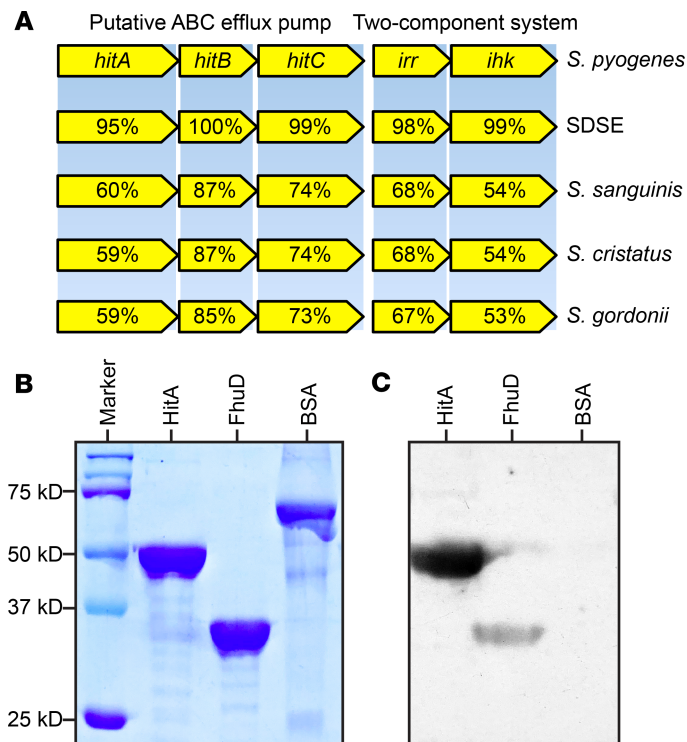 A Putative ABC efflux pump Two-component system
hitA hitB hitC irr ihk S. pyogenes
95% 100% 99% 98% 99% SDSE
60% 87% 74% 68% 54% S. sanguinis
59% 87% 74% 68% 54% S. cristatus
59% 85% 73% 67% 53% S. gordonii
B
Marker HitA FhuD BSA
75 kD
50 kD
37 kD
25 kD
C
HitA FhuD BSA